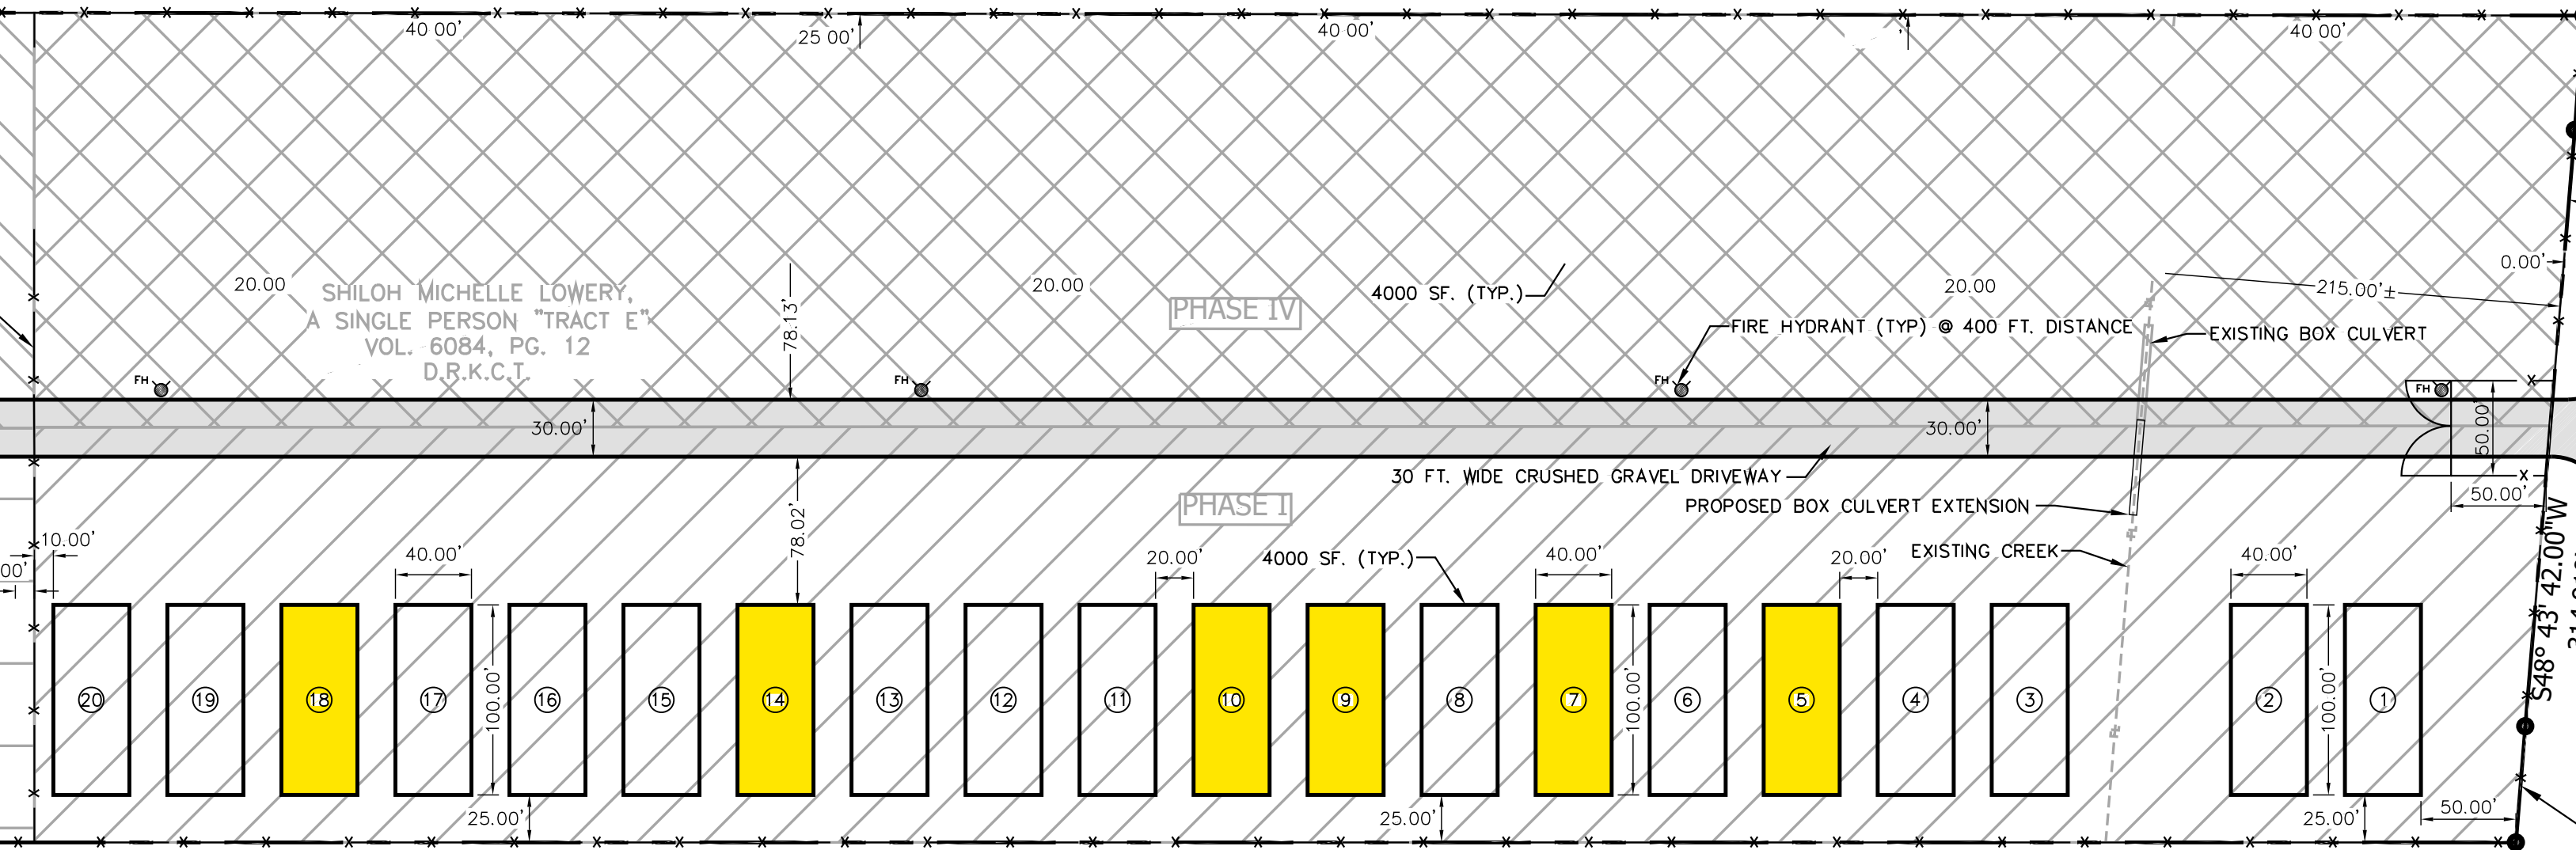 40 00'
25 00'
40 00'
'
40 00'
0.00'
20.00
SHILOH MICHELLE LOWERY,
A SINGLE PERSON "TRACT E"
VOL. 6084, PG. 12
D.R.K.C.T.
78.13'
20.00
PHASE IV
4000 SF. (TYP.)
20.00
215.00'±
FIRE HYDRANT (TYP) @ 400 FT. DISTANCE
EXISTING BOX CULVERT
FH
FH
FH
FH
30.00'
30.00'
50.00'
30 FT. WIDE CRUSHED GRAVEL DRIVEWAY
PHASE I
PROPOSED BOX CULVERT EXTENSION
50.00'
78.02'
10.00'
00'
40.00'
20.00'
4000 SF. (TYP.)
40.00'
20.00'
EXISTING CREEK
40.00'
S48° 43' 42.00"W
20
19
18
17
100.00'
16
15
14
13
12
11
10
9
8
7
100.00'
6
5
4
3
2
100.00'
1
25.00'
25.00'
25.00'
50.00'